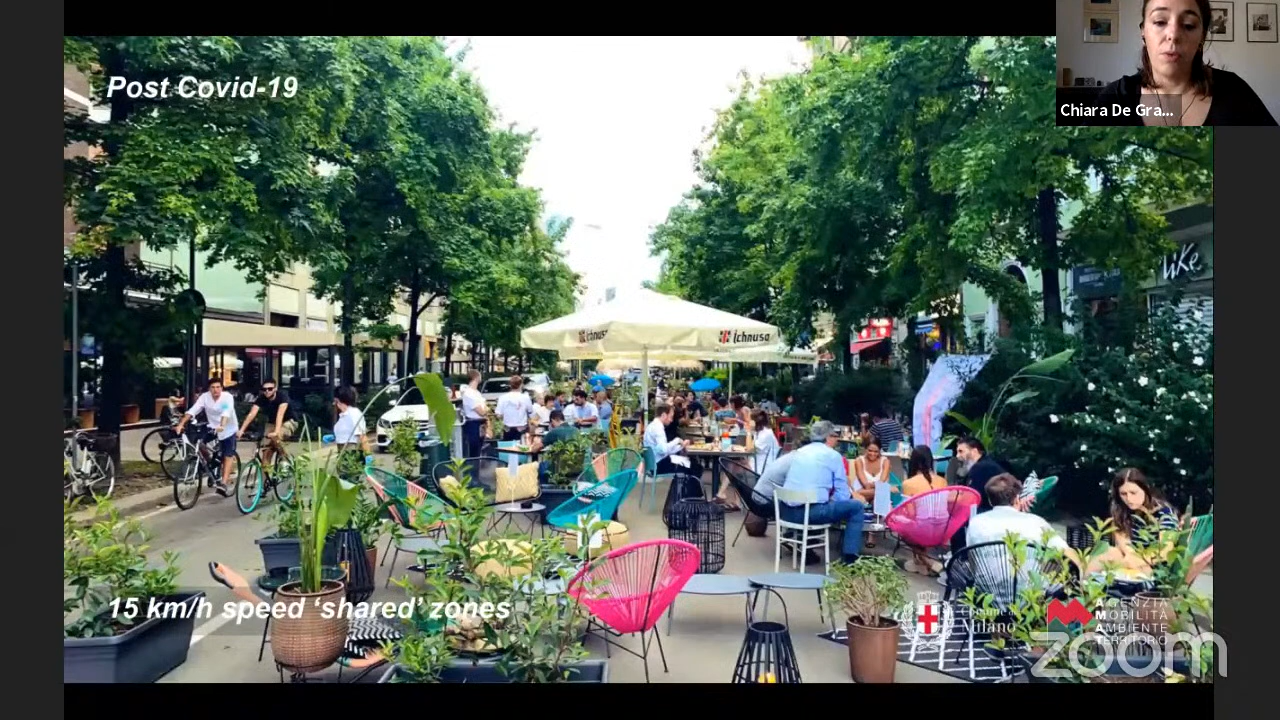 Post Covid-19
Chiara De Gra...
like
ichnusa
ichnusa
15 km/h speed ‘shared’ zones
Comune di
Milano
AGENZIA
MOBILITÀ
AMBIENTE
TERRITORIO
zoom